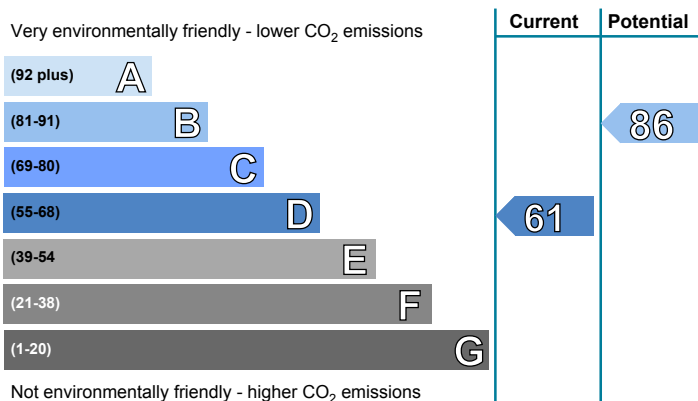 Current Potential
Very environmentally friendly - lower CO2 emissions
(92 plus) A
(81-91) B
86
(69-80) C
(55-68) D
61
(39-54 E
(21-38) F
(1-20) G
Not environmentally friendly - higher CO2 emissions